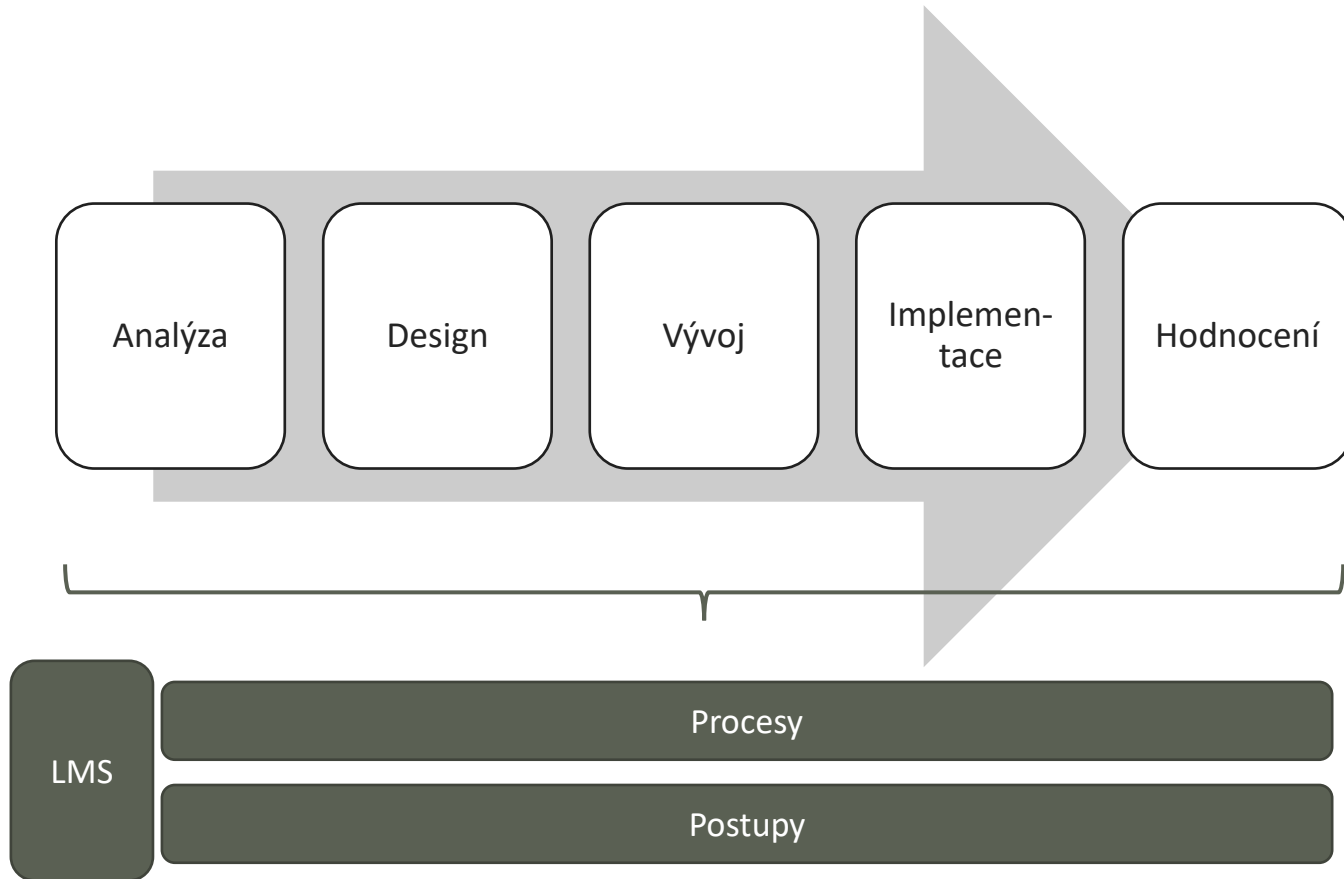 Analýza
Design
Vývoj
Implemen-
tace
Hodnocení
LMS
Procesy
Postupy